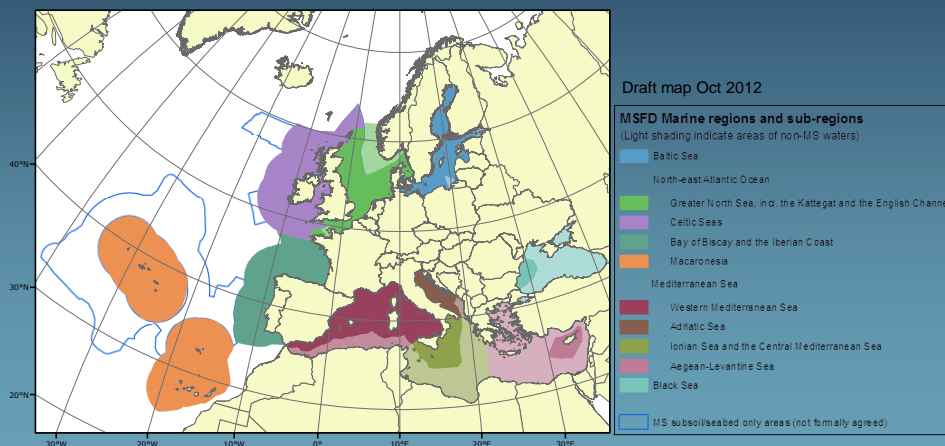 Draft map Oct 2012
MSFD Marine regions and sub-regions
(Light shading indicate areas of non-MS waters)
Baltic Sea
North-east Atlantic Ocean
Greater North Sea, incl. the Kattegat and the English Channe
Celtic Seas
Bay of Biscay and the Iberian Coast
Macaronesia
Mediterranean Sea
Western Mediterranean Sea
Adriatic Sea
Ionian Sea and the Central Mediterranean Sea
Aegean-Levantine Sea
Black Sea
MS subsoil/seabed only areas (not formally agreed)
40°N
30°N
20°N
30°W 20°W 10°W 0° 10°E 20°E 30°E